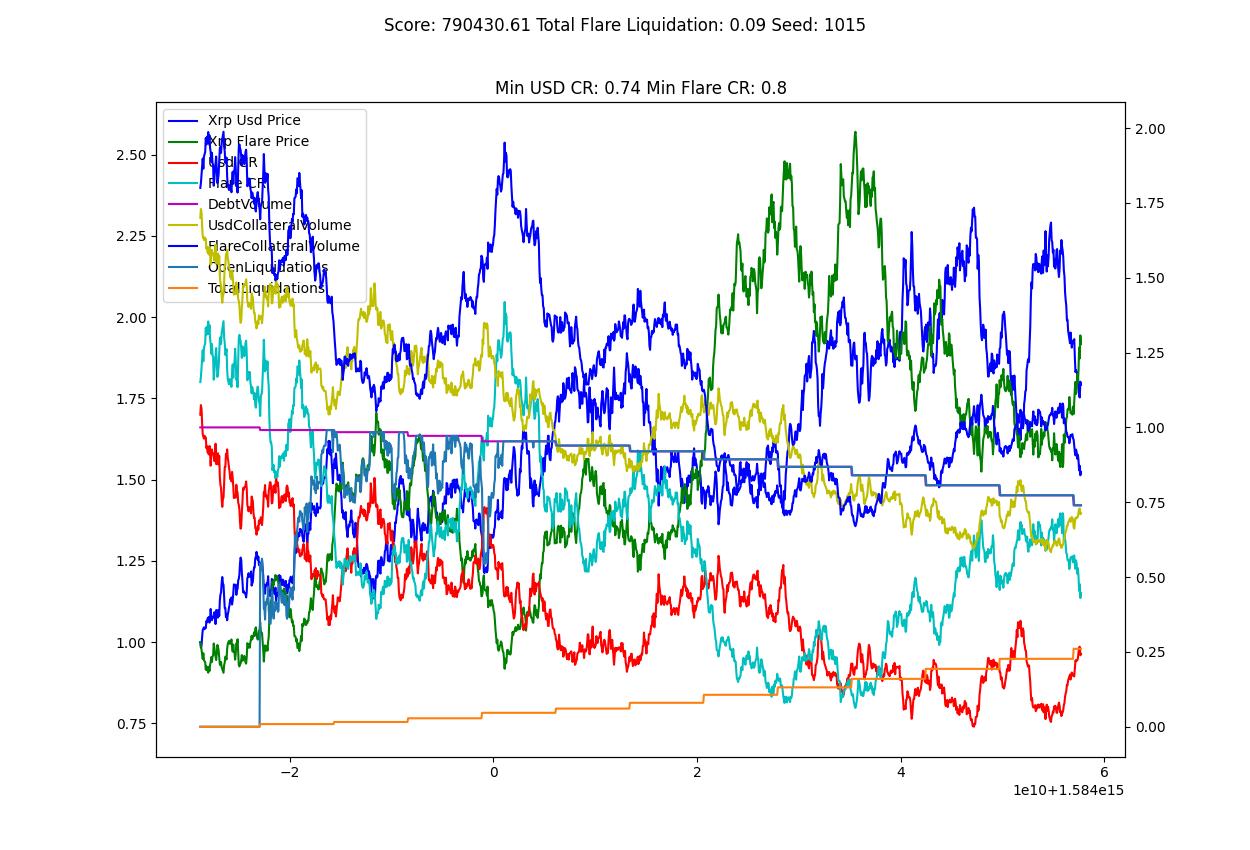 Score: 790430.61 Total Flare Liquidation: 0.09 Seed: 1015
Min USD CR: 0.74 Min Flare CR: 0.8
Xrp Usd Price
Xrp Flare Price
Usd CR
Flare CR
DebtVolume
UsdCollateralVolume
FlareCollateralVolume
OpenLiquidations
TotalLiquidations
2.50
2.25
2.00
1.75
1.50
1.25
1.00
0.75
2.00
1.75
1.50
1.25
1.00
0.75
0.50
0.25
0.00
−2 0 2 4 6
1e10+1.584e15